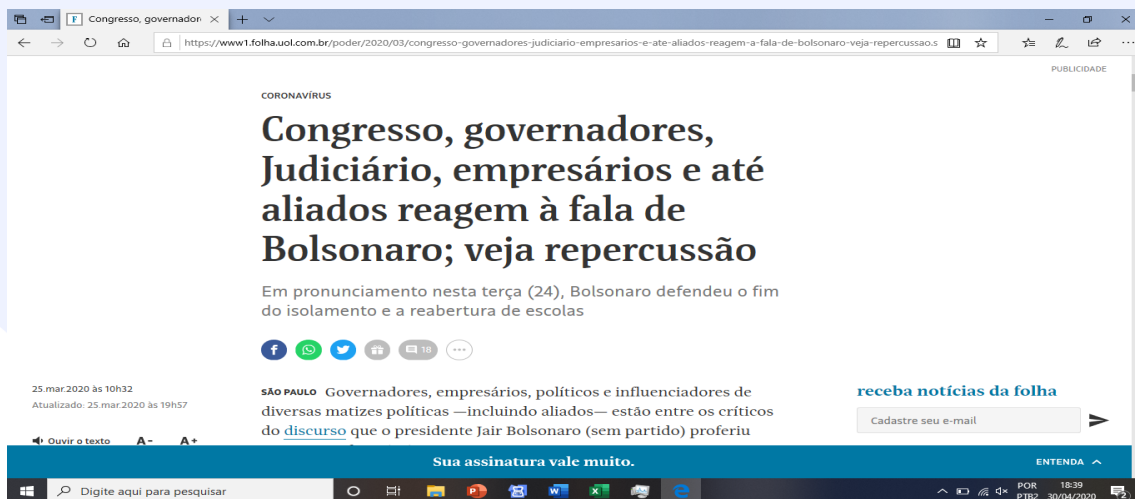 Congresso, governador
https://www1.folha.uol.com.br/poder/2020/03/congresso-governadores-judiciario-empresarios-e-ate-aliados-reagem-a-fala-de-bolsonaro-veja-repercussao.s
PUBLICIDADE
CORONAVÍRUS
Congresso, governadores,
Judiciário, empresários e até
aliados reagem à fala de
Bolsonaro; veja repercussão
Em pronunciamento nesta terça (24), Bolsonaro defendeu o fim
do isolamento e a reabertura de escolas
18
25.mar.2020 às 10h32
Atualizado: 25.mar.2020 às 19h57
Ouvir o texto A- A+
SÃO PAULO Governadores, empresários, políticos e influenciadores de
diversas matizes políticas —incluindo aliados— estão entre os críticos
do discurso que o presidente Jair Bolsonaro (sem partido) proferiu
receba notícias da folha
Cadastre seu e-mail
Sua assinatura vale muito.
ENTENDA
Digite aqui para pesquisar
POR
PTB2
18:39
30/04/2020